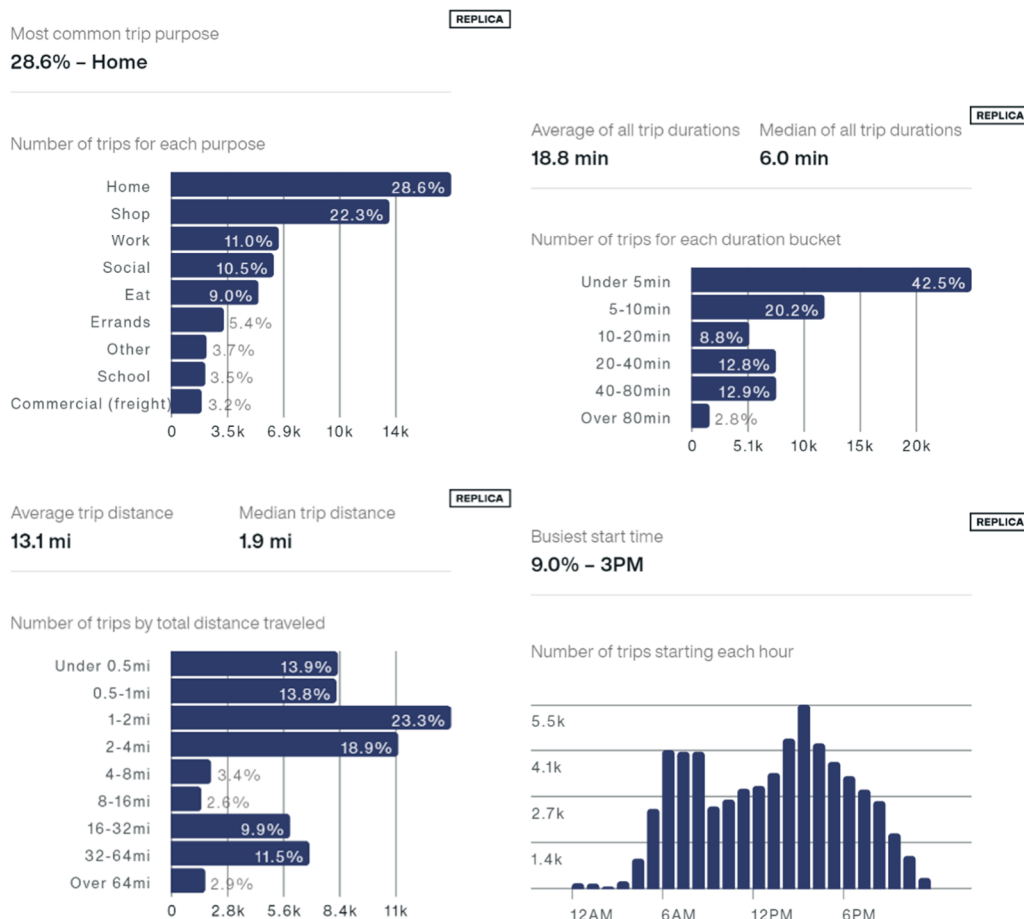 REPLICA
Most common trip purpose
28.6% – Home
Number of trips for each purpose
Home 28.6%
Shop 22.3%
Work 11.0%
Social 10.5%
Eat 9.0%
Errands 5.4%
Other 3.7%
School 3.5%
Commercial (freight) 3.2%
0 3.5k 6.9k 10k 14k
REPLICA
Average of all trip durations Median of all trip durations
18.8 min 6.0 min
Number of trips for each duration bucket
Under 5min 42.5%
5-10min 20.2%
10-20min 8.8%
20-40min 12.8%
40-80min 12.9%
Over 80min 2.8%
0 5.1k 10k 15k 20k
REPLICA
Average trip distance Median trip distance
13.1 mi 1.9 mi
Number of trips by total distance traveled
Under 0.5mi 13.9%
0.5-1mi 13.8%
1-2mi 23.3%
2-4mi 18.9%
4-8mi 3.4%
8-16mi 2.6%
16-32mi 9.9%
32-64mi 11.5%
Over 64mi 2.9%
0 2.8k 5.6k 8.4k 11k
REPLICA
Busiest start time
9.0% – 3PM
Number of trips starting each hour
5.5k
4.1k
2.7k
1.4k
12AM 6AM 12PM 6PM